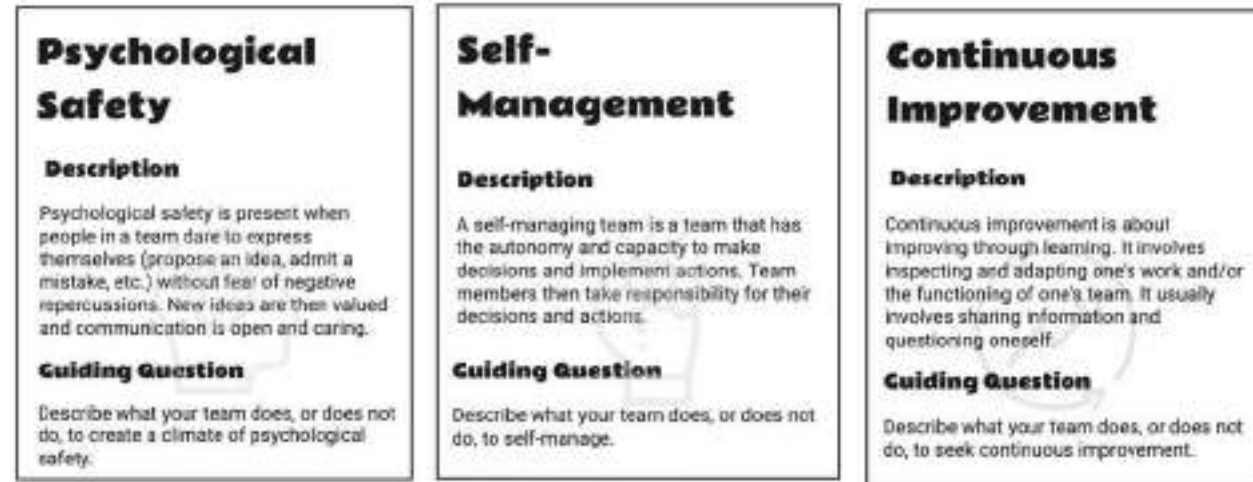 Psychological
Safety
Description
Psychological safety is present when
people in a team dare to express
themselves (propose an idea, admit a
mistake, etc.) without fear of negative
repercussions. New ideas are then valued
and communication is open and caring.
Guiding Question
Describe what your team does, or does not
do, to create a climate of psychological
safety.
Self-
Management
Description
A self-managing team is a team that has
the autonomy and capacity to make
decisions and implement actions. Team
members then take responsibility for their
decisions and actions.
Guiding Question
Describe what your team does, or does not
do, to self-manage.
Continuous
Improvement
Description
Continuous improvement is about
improving through learning. It involves
inspecting and adapting one's work and/or
the functioning of one's team. It usually
involves sharing information and
questioning oneself.
Guiding Question
Describe what your team does, or does not
do, to seek continuous improvement.